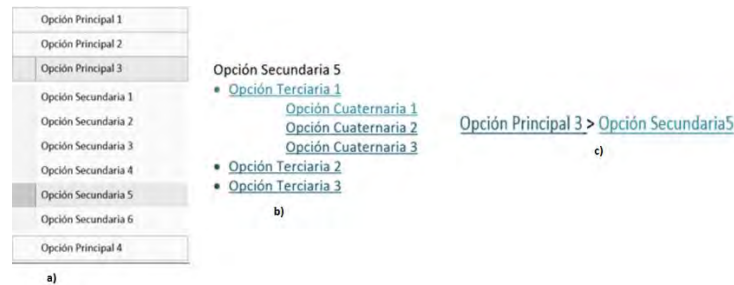 Opción Principal 1
Opción Principal 2
Opción Principal 3
Opción Secundaria 1
Opción Secundaria 2
Opción Secundaria 3
Opción Secundaria 4
Opción Secundaria 5
Opción Secundaria 6
Opción Principal 4
a)
Opción Secundaria 5
• Opción Terciaria 1
Opción Cuaternaria 1
Opción Cuaternaria 2
Opción Cuaternaria 3
• Opción Terciaria 2
• Opción Terciaria 3
b)
Opción Principal 3 > Opción Secundaria5
c)